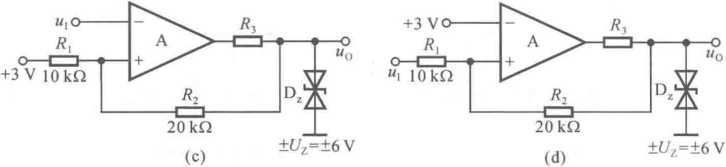 u_I
−
A
+
R_3
u_O
R_1
+3 V
10 kΩ
R_2
20 kΩ
D_z
±U_Z=±6 V
(c)
+3 V
−
A
+
R_3
u_O
R_1
u_I
10 kΩ
R_2
20 kΩ
D_z
±U_Z=±6 V
(d)